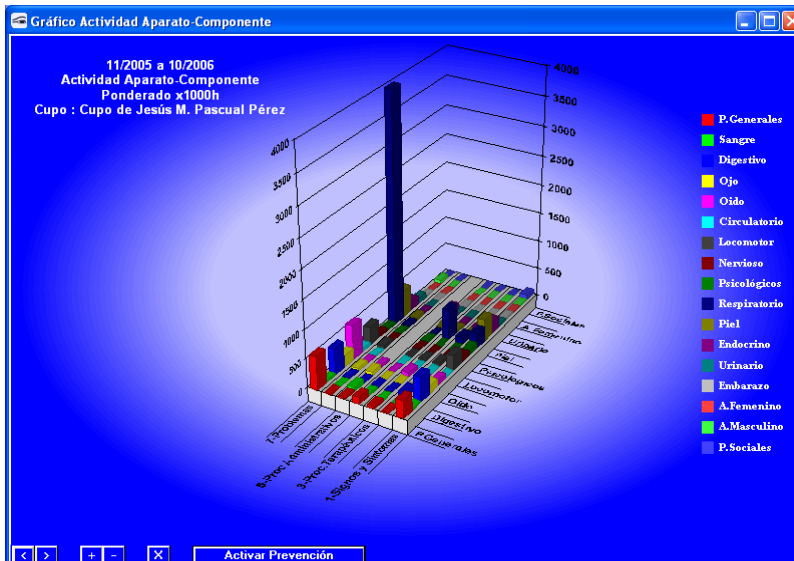 Gráfico Actividad Aparato-Componente
11/2005 a 10/2006
Actividad Aparato-Componente
Ponderado x1000h
Cupo : Cupo de Jesús M. Pascual Pérez
4000
3500
3000
2500
2000
1500
1000
500
0
4000
3500
3000
2500
2000
1500
1000
500
0
P.Sociales
A. Femenino
Urinario
Piel
Psicológicos
Locomotor
Oido
Digestivo
P.Generales
7-Problemas
5-Proc.Administrativos
3-Proc.Terapéuticos
1-Signos y Síntomas
P.Generales
Sangre
Digestivo
Ojo
Oido
Circulatorio
Locomotor
Nervioso
Psicológicos
Respiratorio
Piel
Endocrino
Urinario
Embarazo
A.Femenino
A.Masculino
P.Sociales
< > + - X Activar Prevención